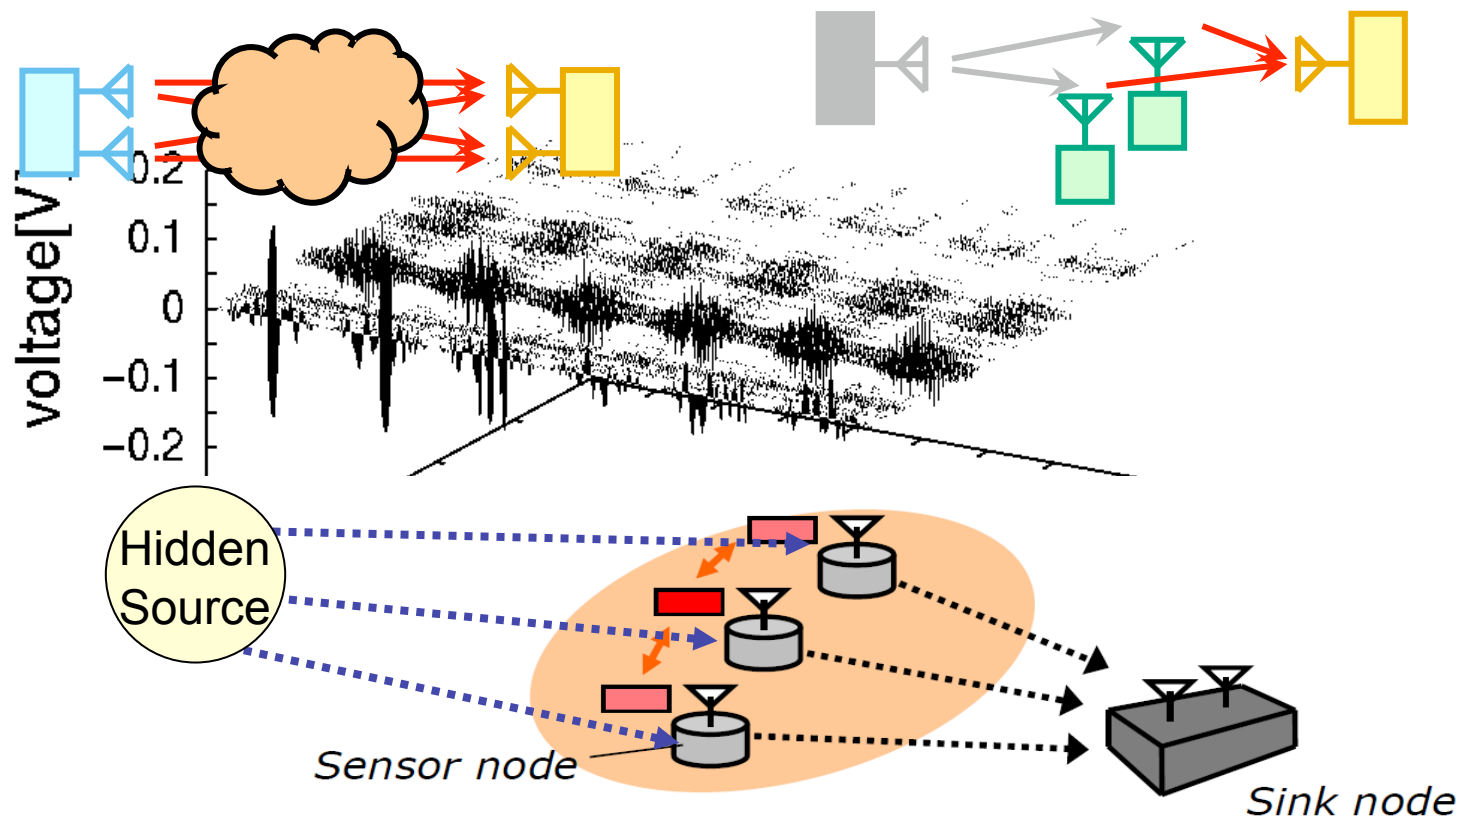 voltage[V]
0.2
0.1
0
−0.1
−0.2
Hidden
Source
Sensor node
Sink node